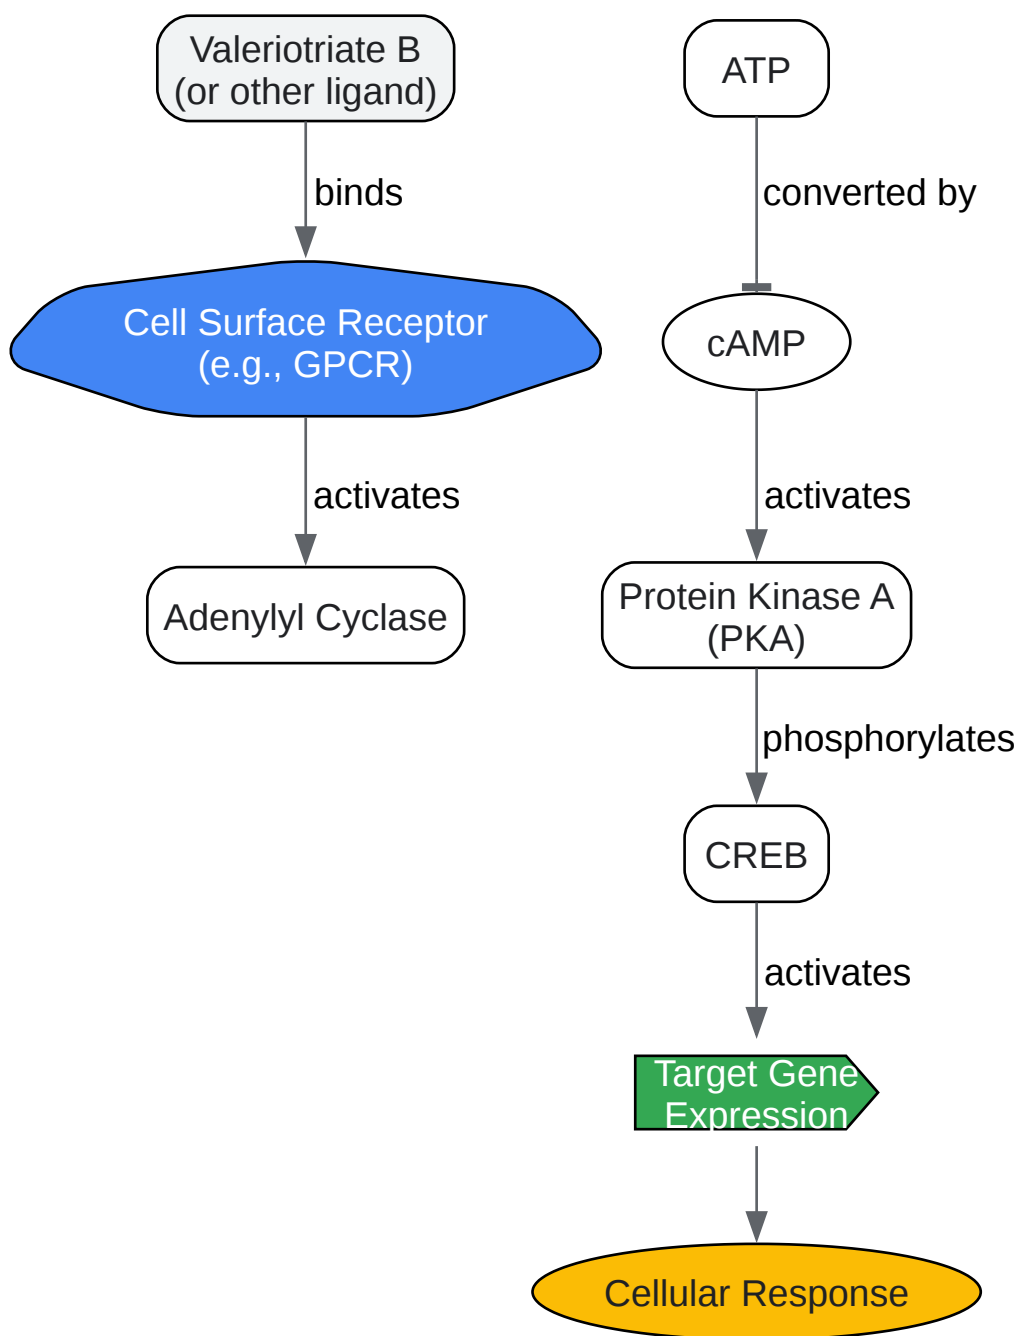 Valeriotriate B
(or other ligand)
binds
Cell Surface Receptor
(e.g., GPCR)
activates
Adenylyl Cyclase
ATP
converted by
cAMP
activates
Protein Kinase A
(PKA)
phosphorylates
CREB
activates
Target Gene
Expression
Cellular Response